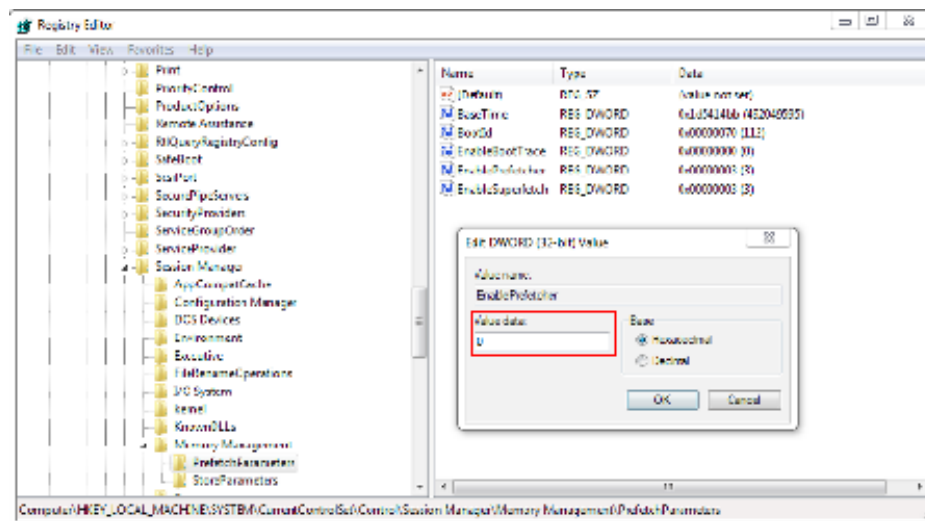 Registry Editor
File Edit View Favorites Help
Print
PriorityControl
ProductOptions
Remote Assistance
RNQueryRegistryConfig
SafeBoot
ScsiPort
SecurePipeServers
SecurityProviders
ServiceGroupOrder
ServiceProvider
Session Manager
AppCompatCache
Configuration Manager
DOS Devices
Environment
Executive
FileRenameOperations
I/O System
kernel
KnownDLLs
Memory Management
PrefetchParameters
StoreParameters
Name Type Data
(Default) REG_SZ (value not set)
BaseTime REG_DWORD
BootId REG_DWORD 0x00000070 (112)
EnableBootTrace REG_DWORD 0x00000000 (0)
EnablePrefetcher REG_DWORD 0x00000003 (3)
EnableSuperfetch REG_DWORD 0x00000003 (3)
Edit DWORD (32-bit) Value
Value name:
EnablePrefetcher
Value data:
0
Base
Hexadecimal
Decimal
OK Cancel
Computer\HKEY_LOCAL_MACHINE\SYSTEM\CurrentControlSet\Control\Session Manager\Memory Management\PrefetchParameters